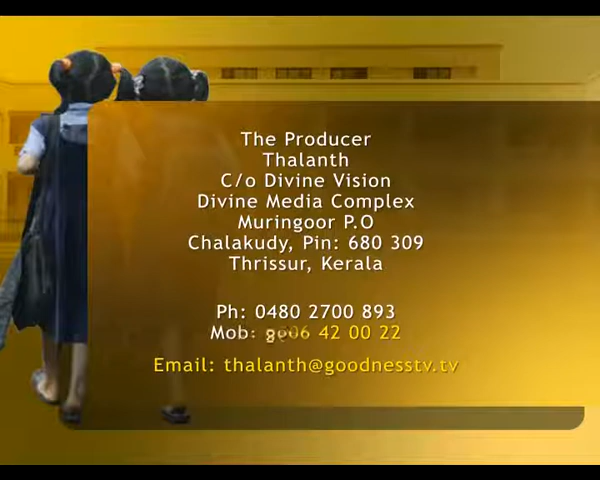 The Producer
Thalanth
C/o Divine Vision
Divine Media Complex
Muringoor P.O
Chalakudy, Pin: 680 309
Thrissur, Kerala
Ph: 0480 2700 893
Mob: 42 00 22
Email: thalanth@goodnesstv.tv